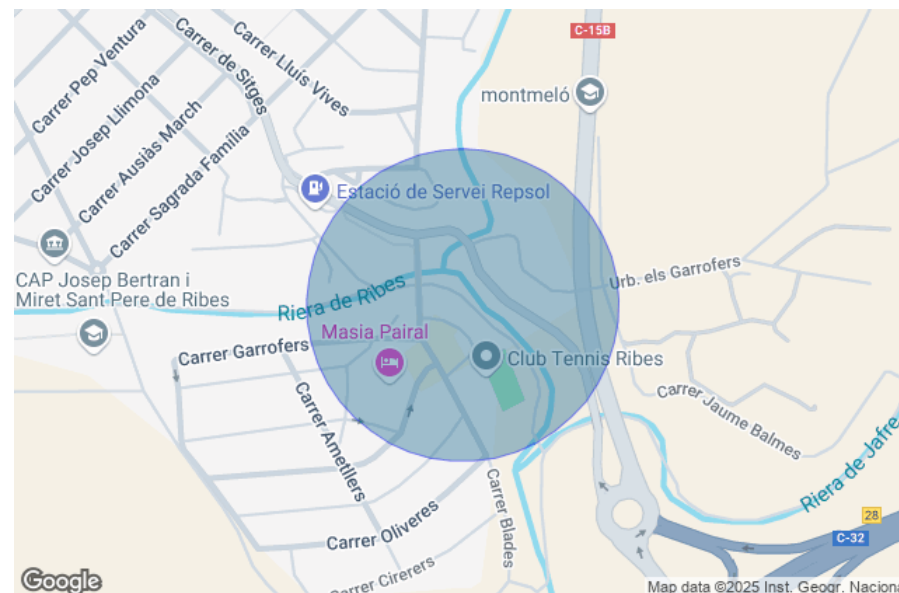 Carrer Pep Ventura
Carrer de Sitges
Carrer Lluís Vives
C-15B
Carrer Josep Llimona
montmeló
Carrer Ausiàs March
Carrer Sagrada Família
Estació de Servei Repsol
CAP Josep Bertran i
Miret Sant Pere de Ribes
Urb. els Garrofers
Riera de Ribes
Masia Pairal
Carrer Garrofers
Club Tennis Ribes
Carrer Ametllers
Carrer Jaume Balmes
Riera de Jafre
Carrer Oliveres
Carrer Blades
28
C-32
Carrer Cirerers
Google
Map data ©2025 Inst. Geogr. Naciona